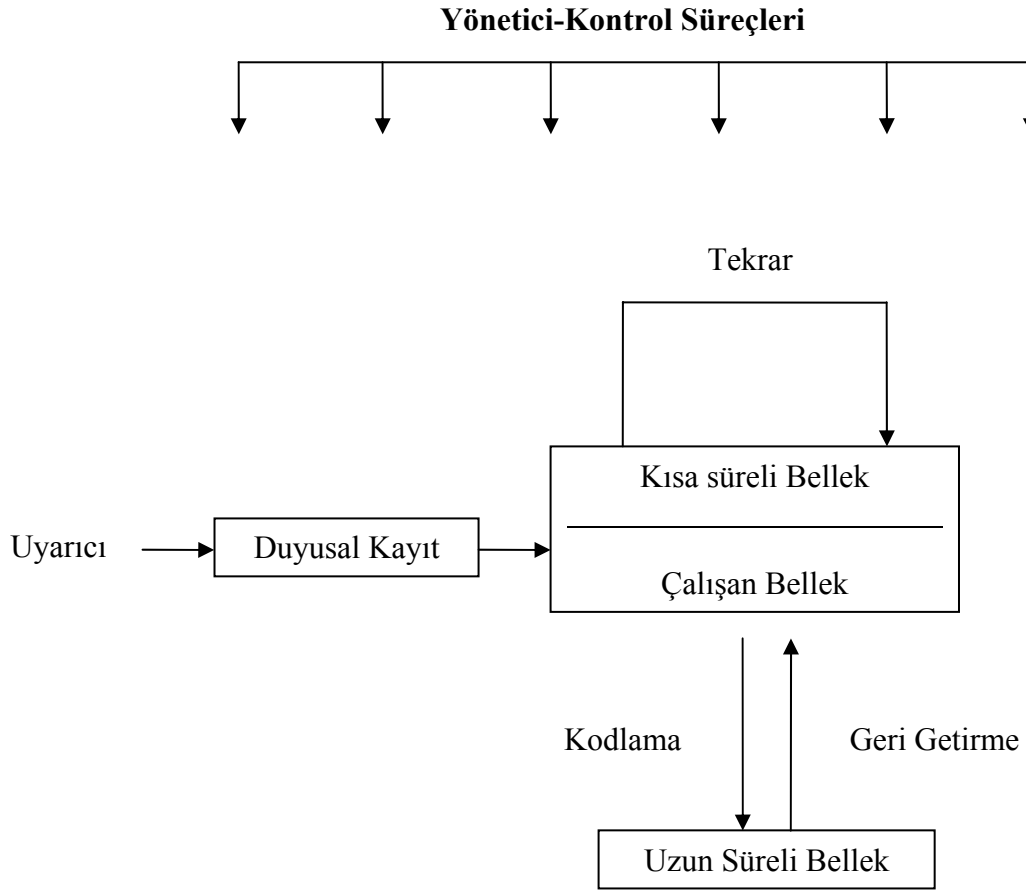 Yönetici-Kontrol Süreçleri
Tekrar
Kısa süreli Bellek
Uyarıcı
Duyusal Kayıt
Çalışan Bellek
Kodlama
Geri Getirme
Uzun Süreli Bellek